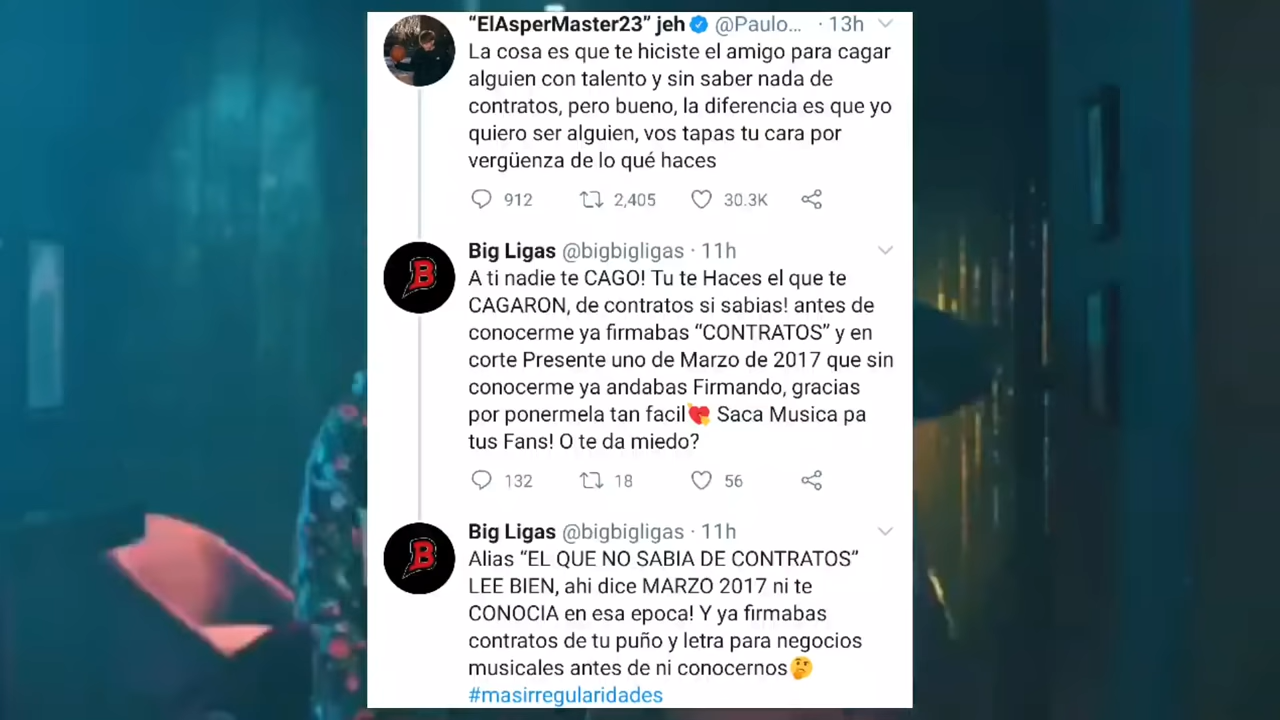 "ElAsperMaster23" jeh @Paulo... · 13h
La cosa es que te hiciste el amigo para cagar
alguien con talento y sin saber nada de
contratos, pero bueno, la diferencia es que yo
quiero ser alguien, vos tapas tu cara por
vergüenza de lo qué haces
912 2,405 30.3K
Big Ligas @bigbigligas · 11h
A ti nadie te CAGO! Tu te Haces el que te
CAGARON, de contratos si sabias! antes de
conocerme ya firmabas “CONTRATOS” y en
corte Presente uno de Marzo de 2017 que sin
conocerme ya andabas Firmando, gracias
por ponermela tan facil💘 Saca Musica pa
tus Fans! O te da miedo?
132 18 56
Big Ligas @bigbigligas · 11h
Alias “EL QUE NO SABIA DE CONTRATOS”
LEE BIEN, ahi dice MARZO 2017 ni te
CONOCIA en esa epoca! Y ya firmabas
contratos de tu puño y letra para negocios
musicales antes de ni conocernos🤔
#masirregularidades